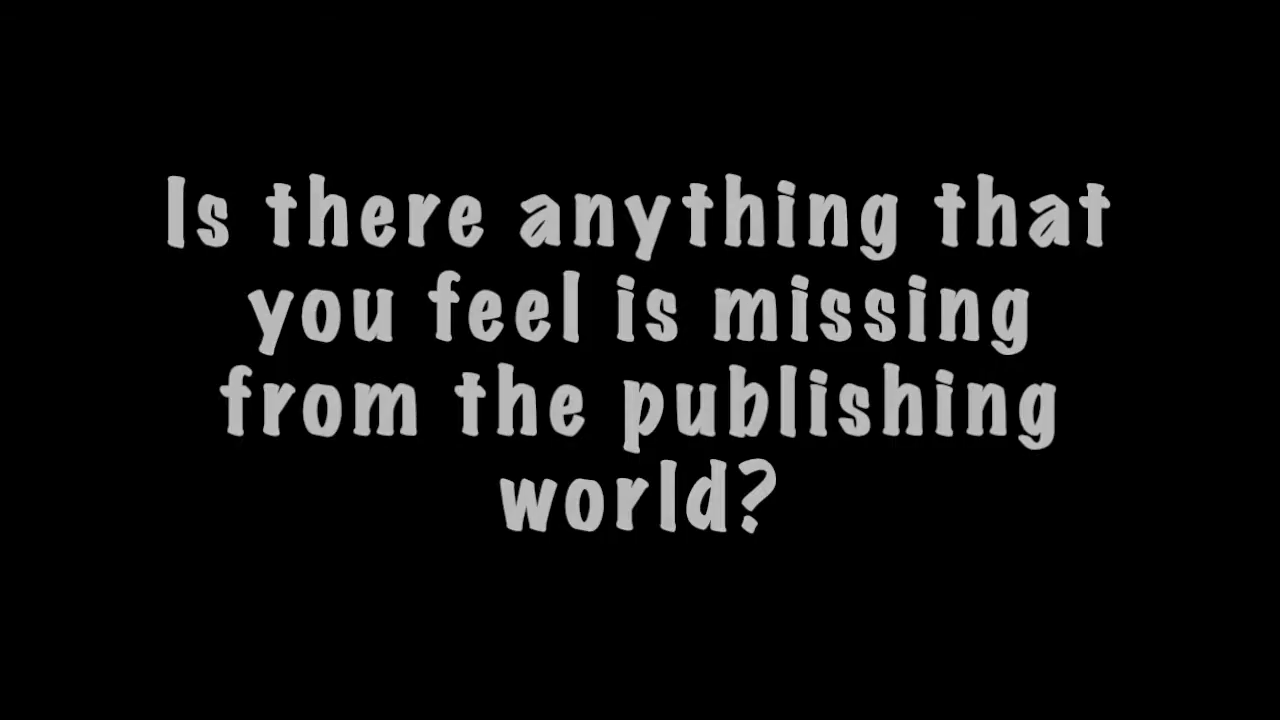 Is there anything that
you feel is missing
from the publishing
world?